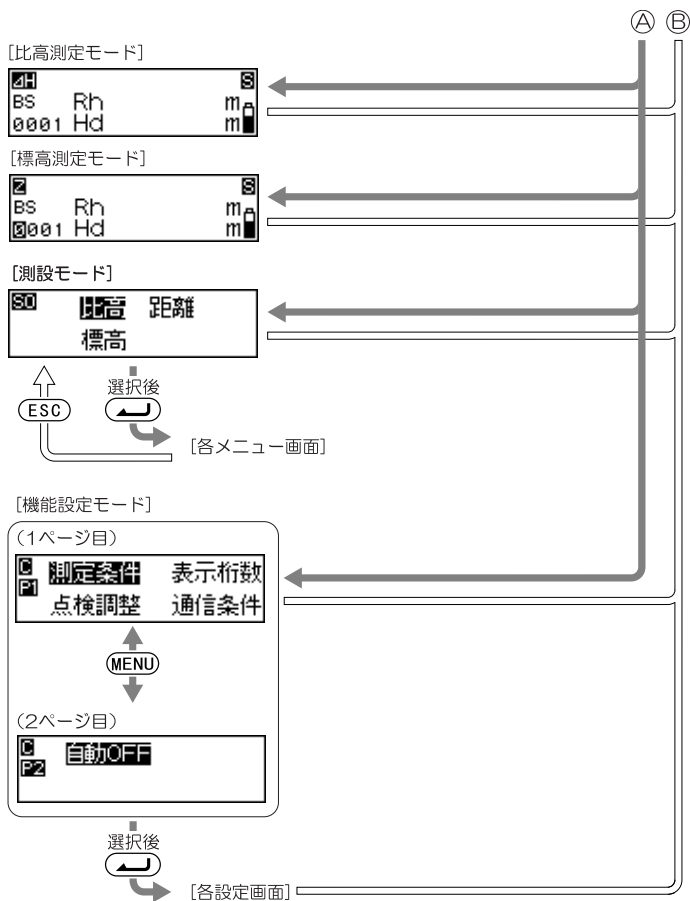 Ⓐ Ⓑ
[比高測定モード]
⊿H S
BS Rh m
0001 Hd m
[標高測定モード]
Z S
BS Rh m
0001 Hd m
[測設モード]
SO 比高 距離
標高
選択後
ESC
[各メニュー画面]
[機能設定モード]
(1ページ目)
C 測定条件 表示桁数
P1
点検調整 通信条件
MENU
(2ページ目)
C 自動OFF
P2
選択後
[各設定画面]